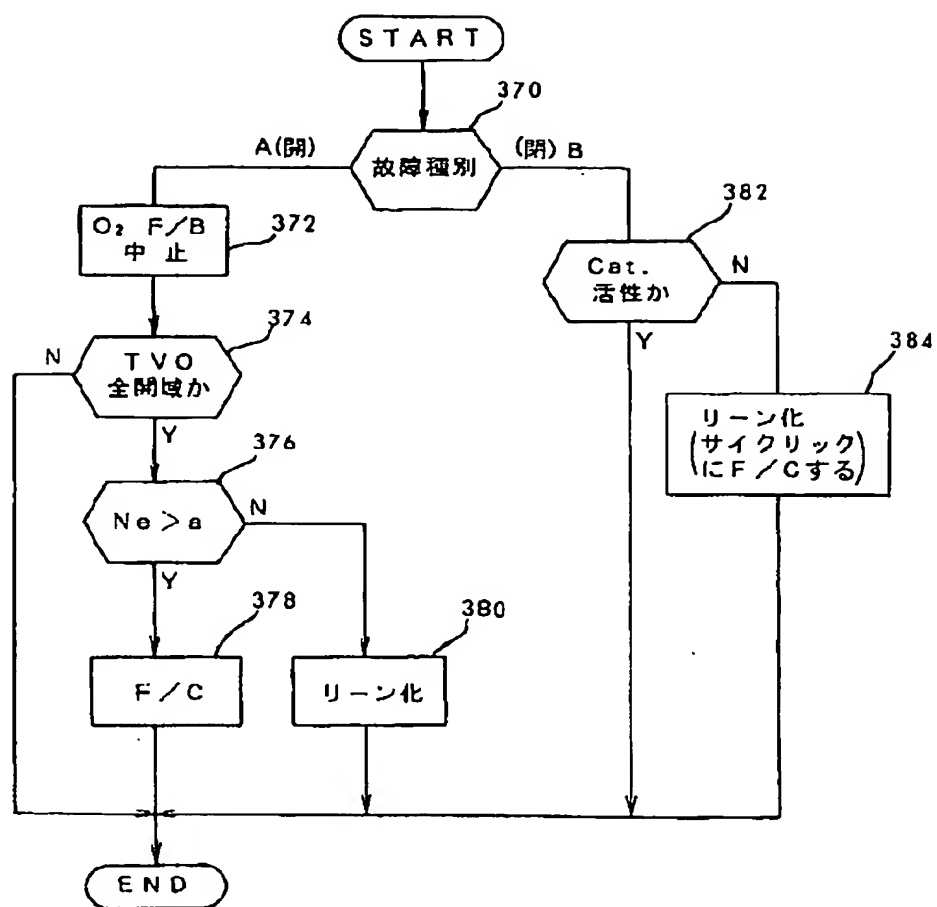 START
370
故障種別
A(開)
(閉) B
O₂ F/B
中止
372
382
Cat.
活性か
N
Y
374
TVO
全開域か
N
Y
384
リーン化
(サイクリック
にF/Cする)
376
Ne>a
N
Y
378
F/C
380
リーン化
END